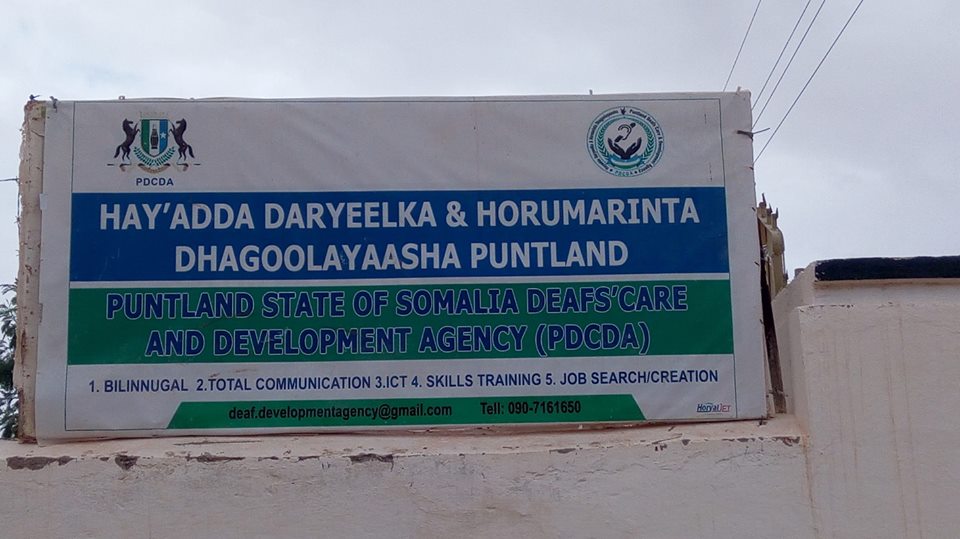 PDCDA
PDCDA
HAY'ADDA DARYEELKA & HORUMARINTA
DHAGOOLAYAASHA PUNTLAND
PUNTLAND STATE OF SOMALIA DEAFS'CARE
AND DEVELOPMENT AGENCY (PDCDA)
1. BILINNUGAL 2.TOTAL COMMUNICATION 3.ICT 4. SKILLS TRAINING 5. JOB SEARCH/CREATION
deaf.developmentagency@gmail.com Tell: 090-7161650
HoryalJET